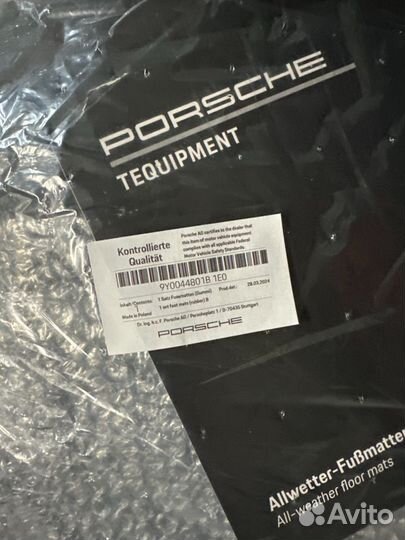 PORSCHE
TEQUIPMENT
Kontrollierte
Qualität
Porsche AG certifies to the dealer that
this item of motor vehicle equipment
complies with all applicable Federal
Motor Vehicle Safety Standards.
9Y0044801B 1E0
Inhalt/Contents: 1 Satz Fussmatten (Gummi) Prod dat.: 28.03.2024
Made in Poland 1 set foot mats (rubber) B
Dr. Ing. h.c. F. Porsche AG / Porscheplatz 1 / D-70435 Stuttgart
PORSCHE
Allwetter-Fußmatten
All-weather floor mats
Avito